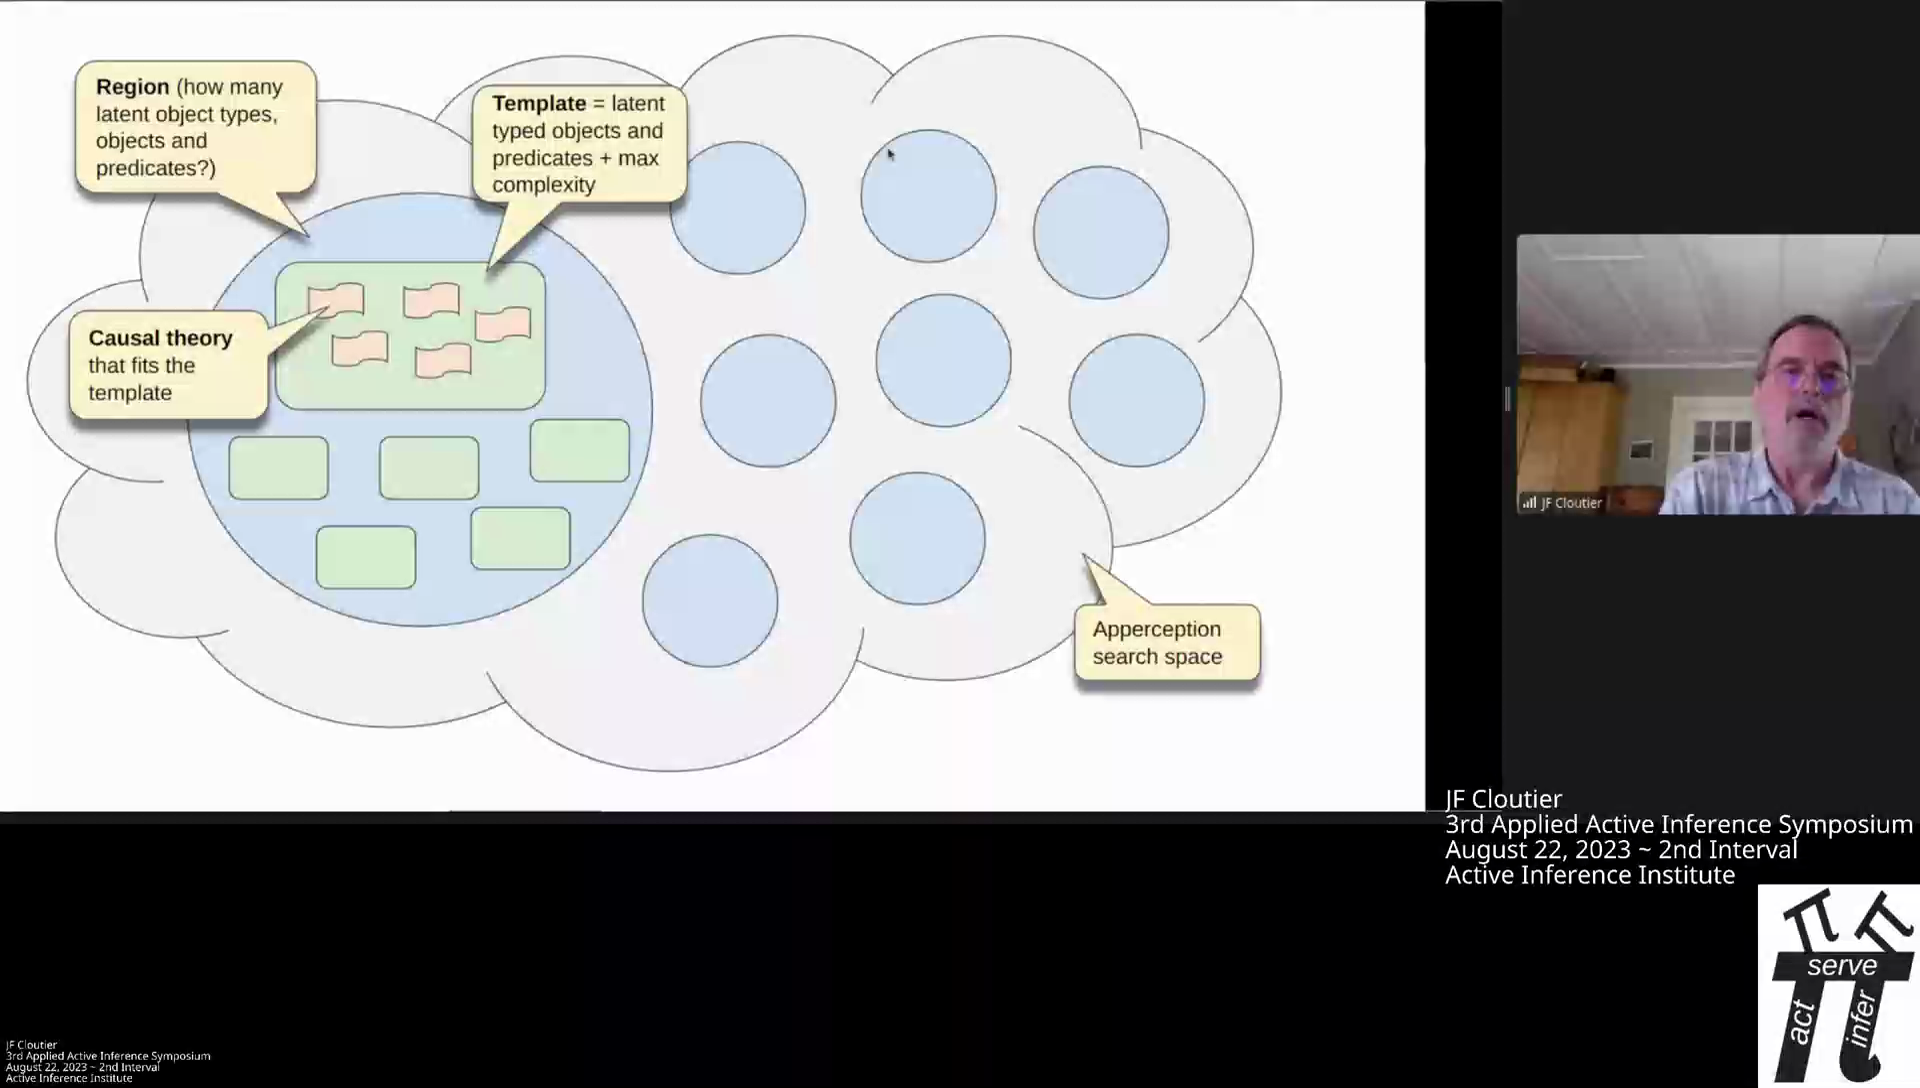 Region (how many
latent object types,
objects and
predicates?)
Template = latent
typed objects and
predicates + max
complexity
Causal theory
that fits the
template
Apperception
search space
JF Cloutier
JF Cloutier
3rd Applied Active Inference Symposium
August 22, 2023 ~ 2nd Interval
Active Inference Institute
serve
act
infer
JF Cloutier
3rd Applied Active Inference Symposium
August 22, 2023 ~ 2nd Interval
Active Inference Institute